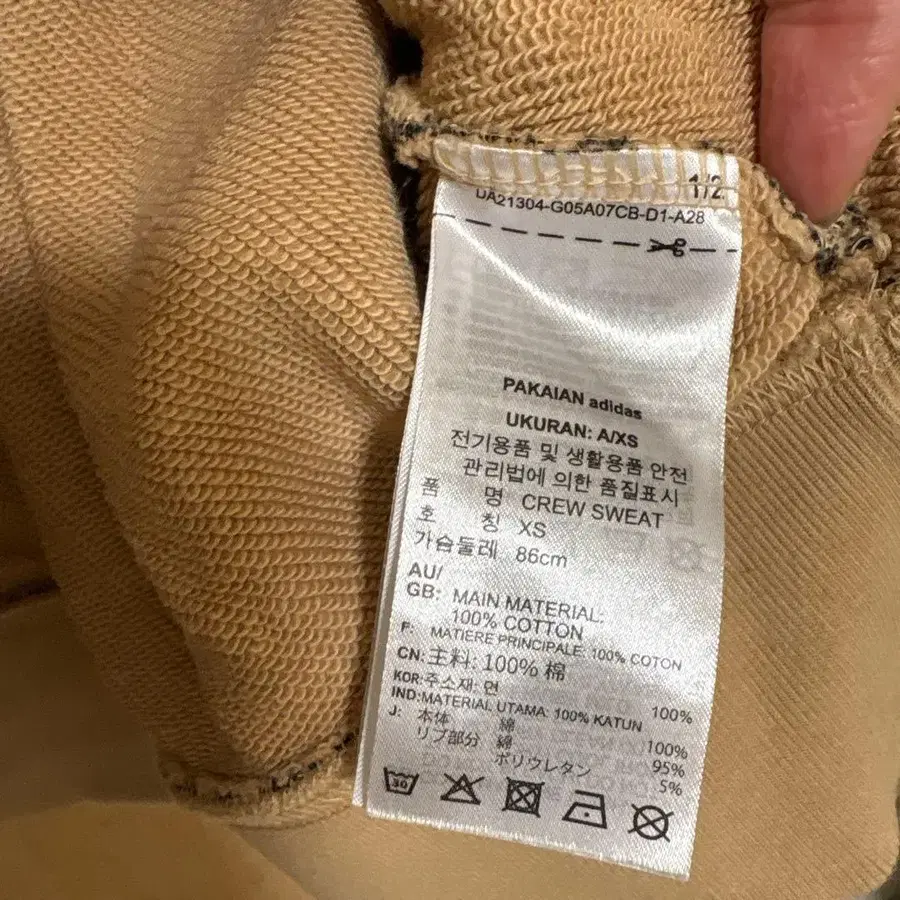 1/2
UA21304-G05A07CB-D1-A28
PAKAIAN adidas
UKURAN: A/XS
전기용품 및 생활용품 안전
관리법에 의한 품질표시
품 명 CREW SWEAT
호 칭 XS
가슴둘레 86cm
AU/
GB: MAIN MATERIAL:
100% COTTON
F: MATIÈRE PRINCIPALE: 100% COTON
CN: 主料: 100% 棉
KOR: 주소재: 면 100%
IND: MATERIAL UTAMA: 100% KATUN
J: 本体 綿 100%
リブ部分 綿 95%
ポリウレタン 5%
30